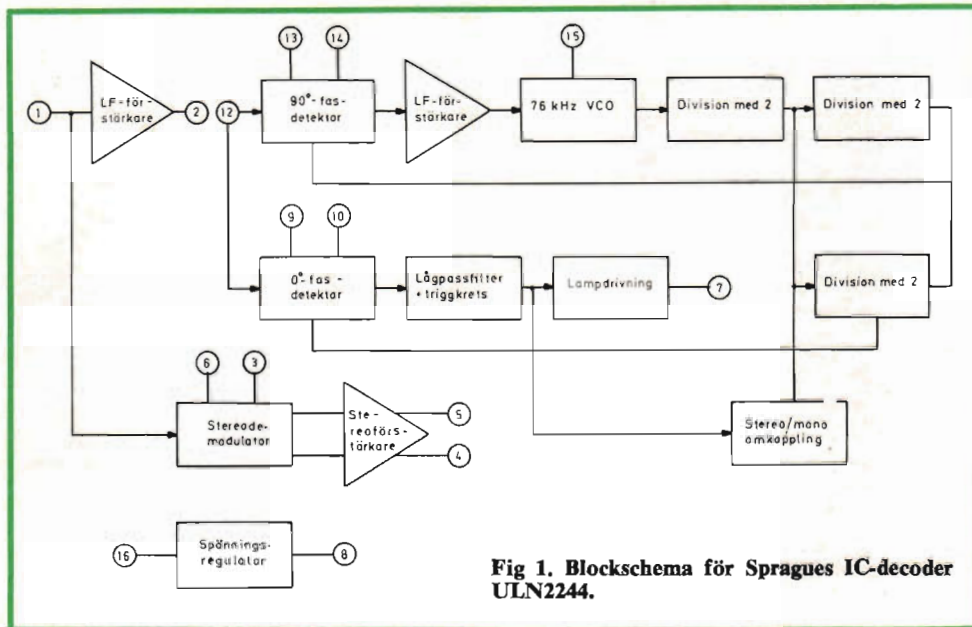 13
14
15
1
LF-för-
stärkare
2
12
90°-fas-
detektor
LF-för-
stärkare
76 kHz VCO
Division med 2
Division med 2
9
10
0°-fas-
detektor
Lågpassfilter
+ triggkrets
Lampdrivning
7
Division med 2
6
3
Stereode-
modulator
Ste-
reoförs-
tärkare
5
4
Stereo/mono
omkoppling
16
Spännings-
regulator
8
Fig 1. Blockschema för Spragues IC-decoder
ULN2244.